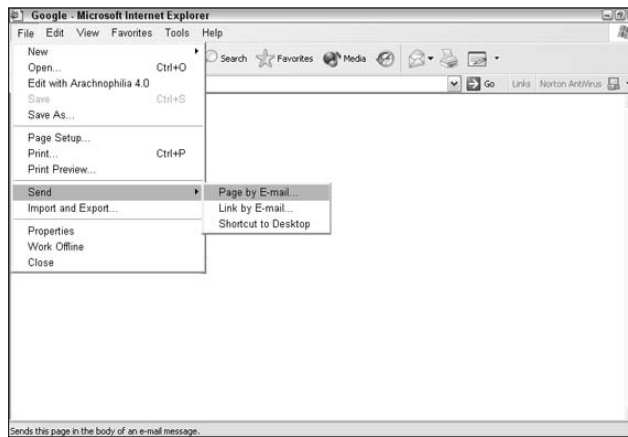 Google - Microsoft Internet Explorer
File Edit View Favorites Tools Help
Search Favorites Media
Go Links Norton AntiVirus
New
Open... Ctrl+O
Edit with Arachnophilia 4.0
Save Ctrl+S
Save As...
Page Setup...
Print... Ctrl+P
Print Preview...
Send
Import and Export...
Properties
Work Offline
Close
Page by E-mail...
Link by E-mail...
Shortcut to Desktop
Sends this page in the body of an e-mail message.